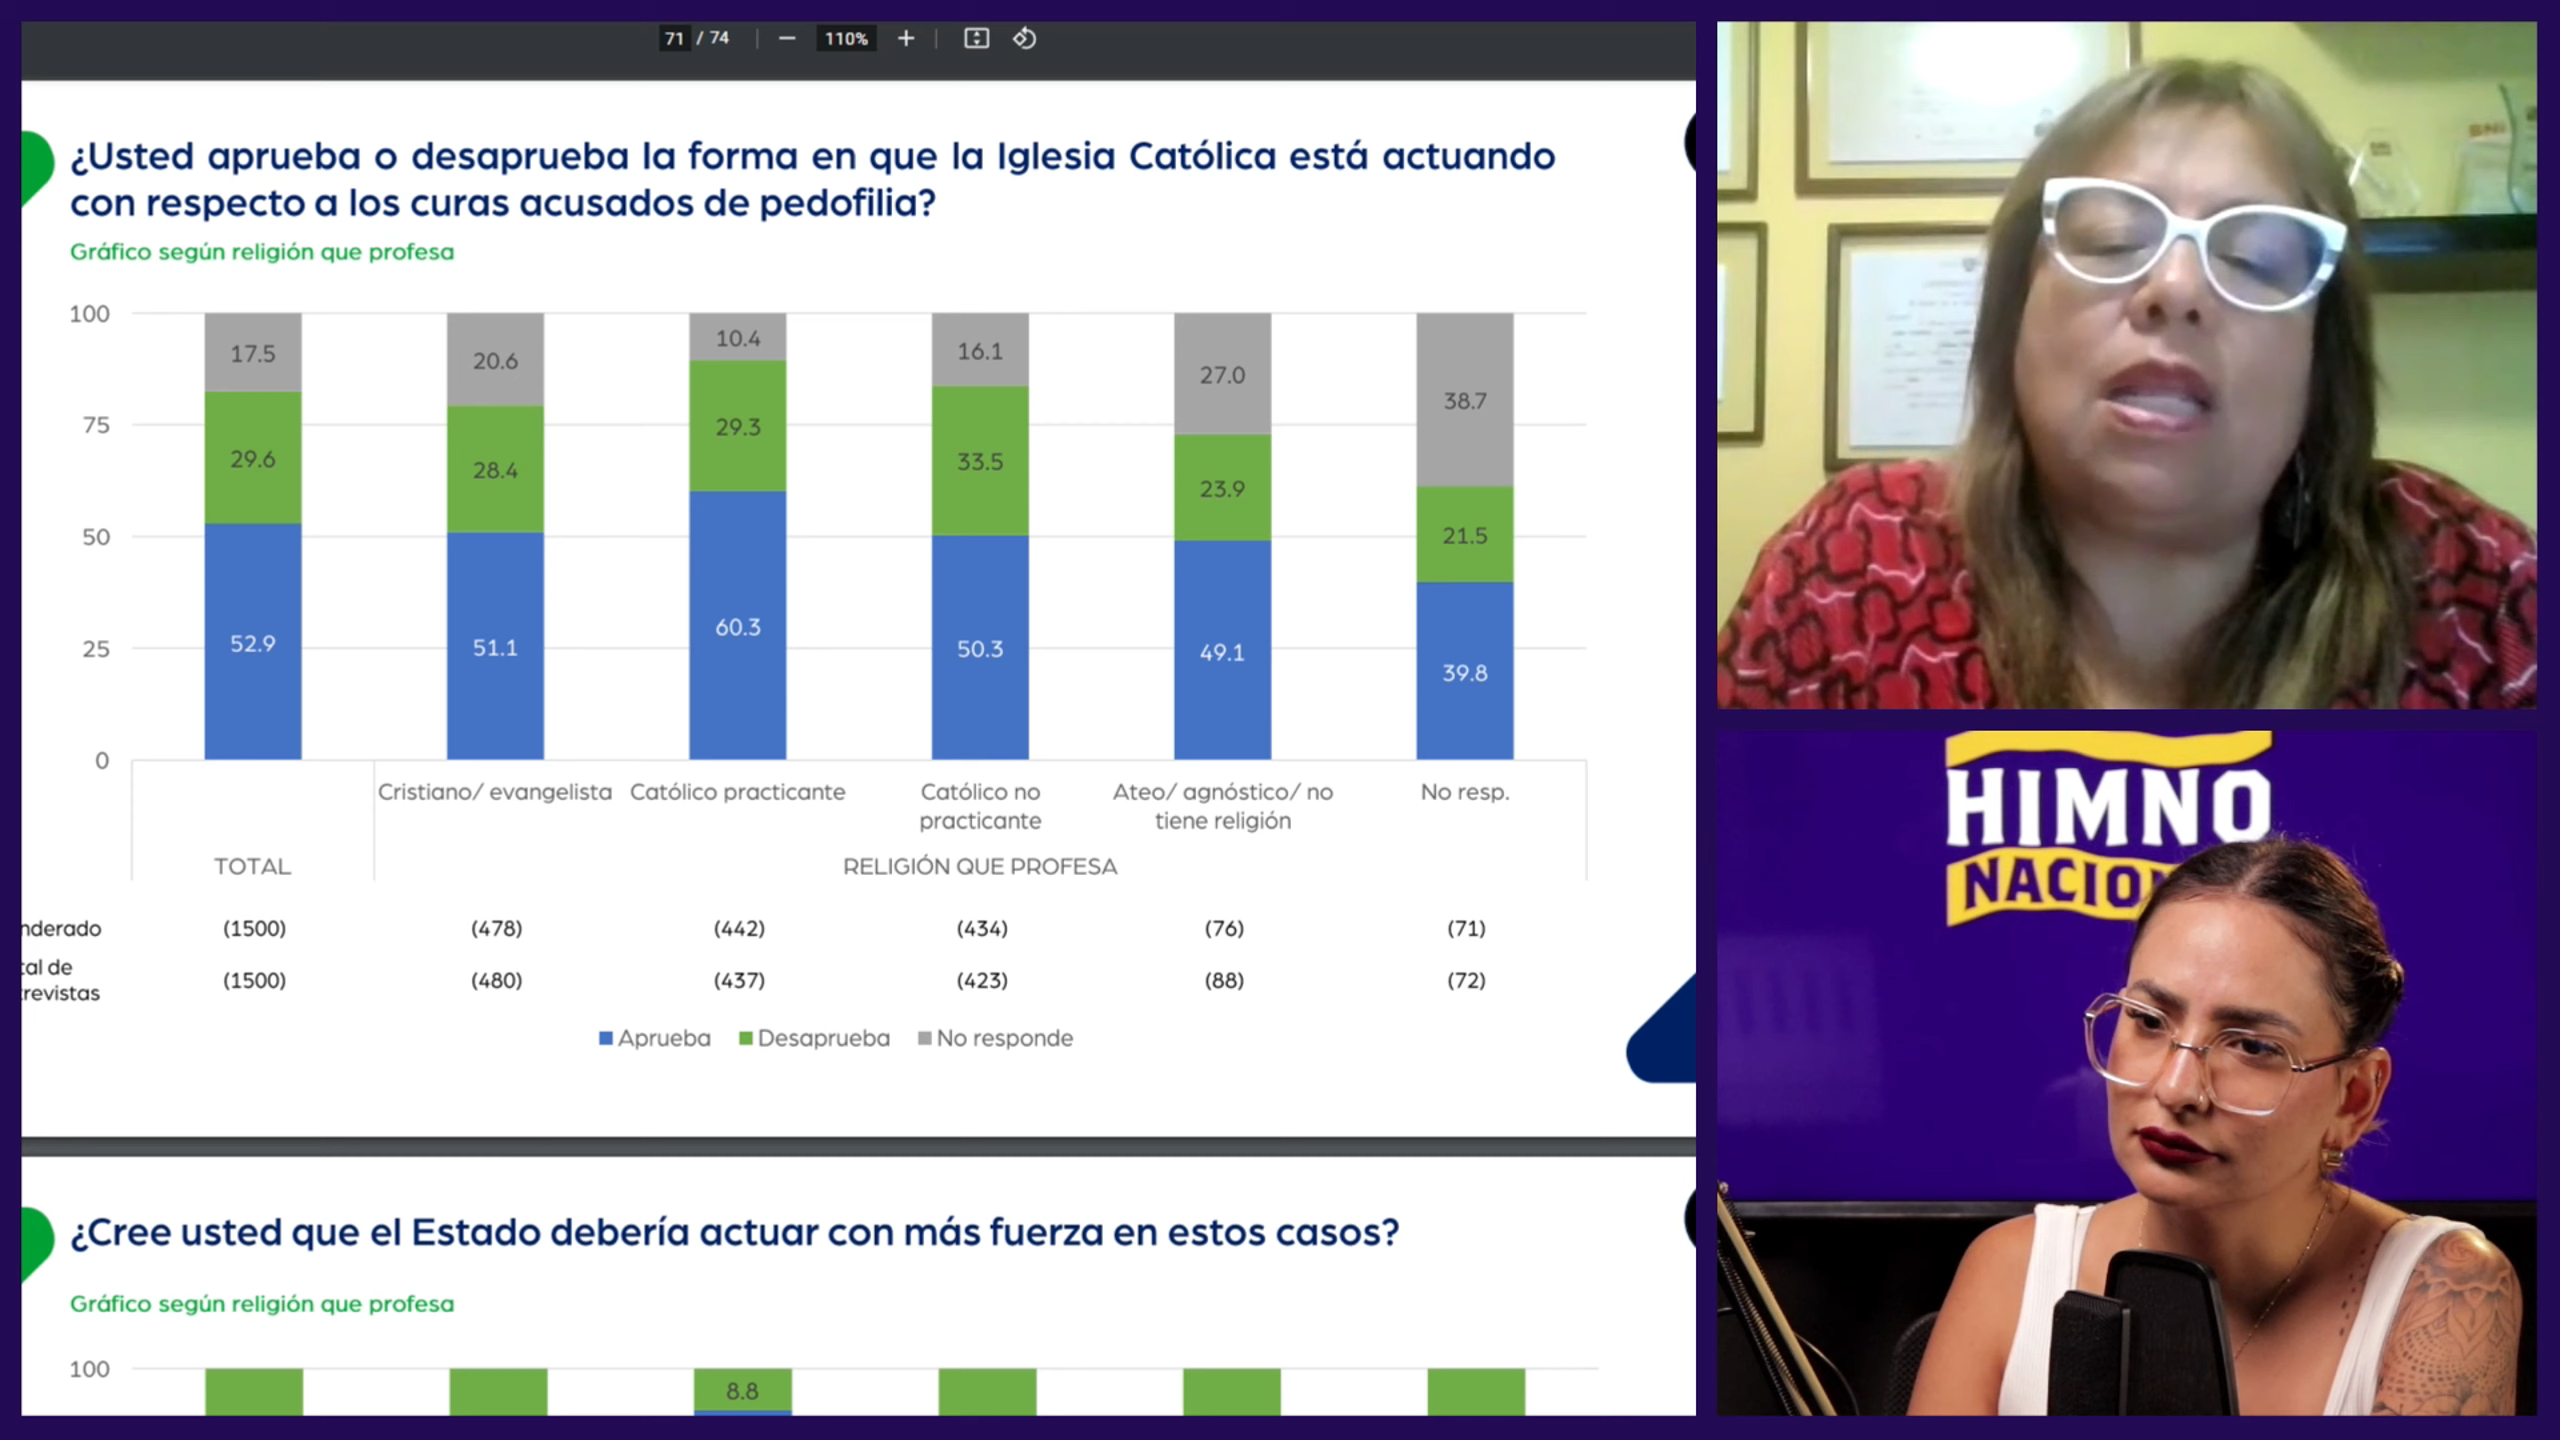 71 / 74
110%
¿Usted aprueba o desaprueba la forma en que la Iglesia Católica está actuando
con respecto a los curas acusados de pedofilia?
Gráfico según religión que profesa
100
75
50
25
0
17.5
29.6
52.9
20.6
28.4
51.1
10.4
29.3
60.3
16.1
33.5
50.3
27.0
23.9
49.1
38.7
21.5
39.8
Cristiano/ evangelista
Católico practicante
Católico no
practicante
Ateo/ agnóstico/ no
tiene religión
No resp.
TOTAL
RELIGIÓN QUE PROFESA
nderado (1500) (478) (442) (434) (76) (71)
tal de
trevistas (1500) (480) (437) (423) (88) (72)
Aprueba Desaprueba No responde
¿Cree usted que el Estado debería actuar con más fuerza en estos casos?
Gráfico según religión que profesa
100
8.8
HIMNO
NACION